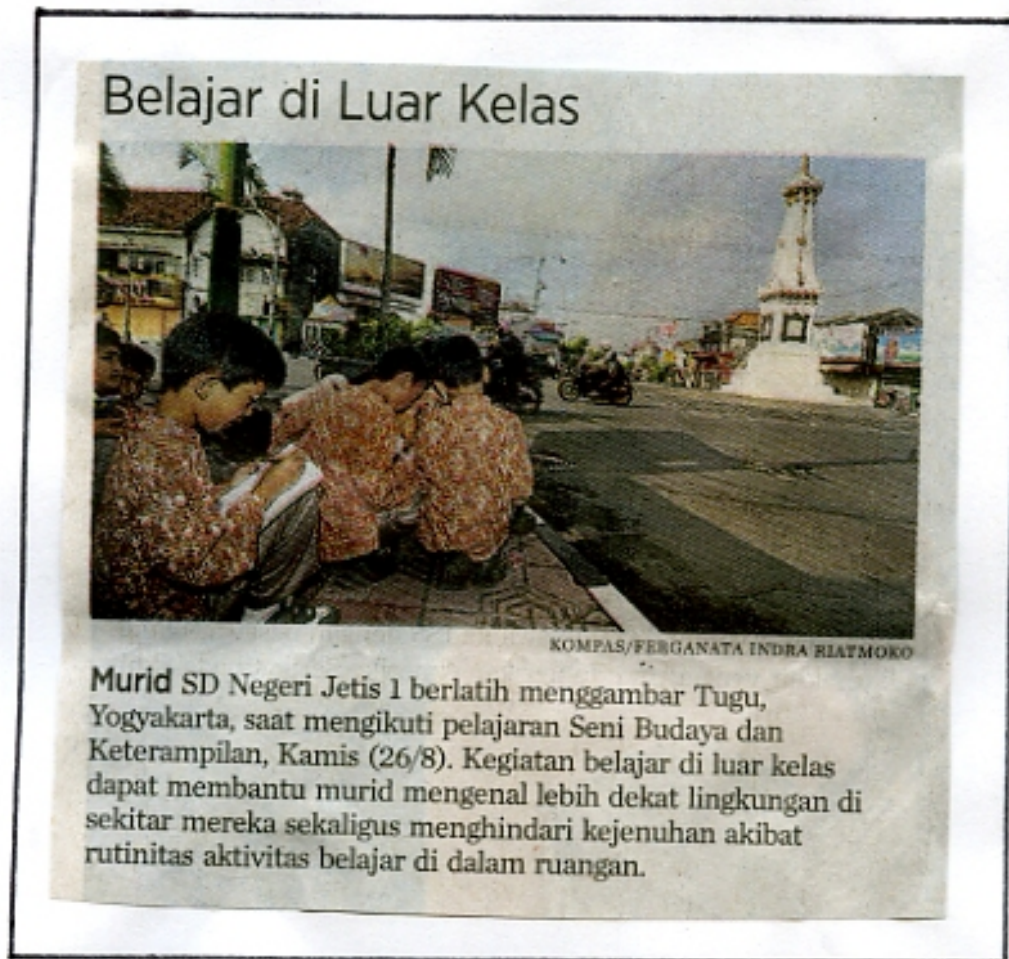 Belajar di Luar Kelas
KOMPAS/FERGANATA INDRA RIATMOKO
Murid SD Negeri Jetis 1 berlatih menggambar Tugu,
Yogyakarta, saat mengikuti pelajaran Seni Budaya dan
Keterampilan, Kamis (26/8). Kegiatan belajar di luar kelas
dapat membantu murid mengenal lebih dekat lingkungan di
sekitar mereka sekaligus menghindari kejenuhan akibat
rutinitas aktivitas belajar di dalam ruangan.